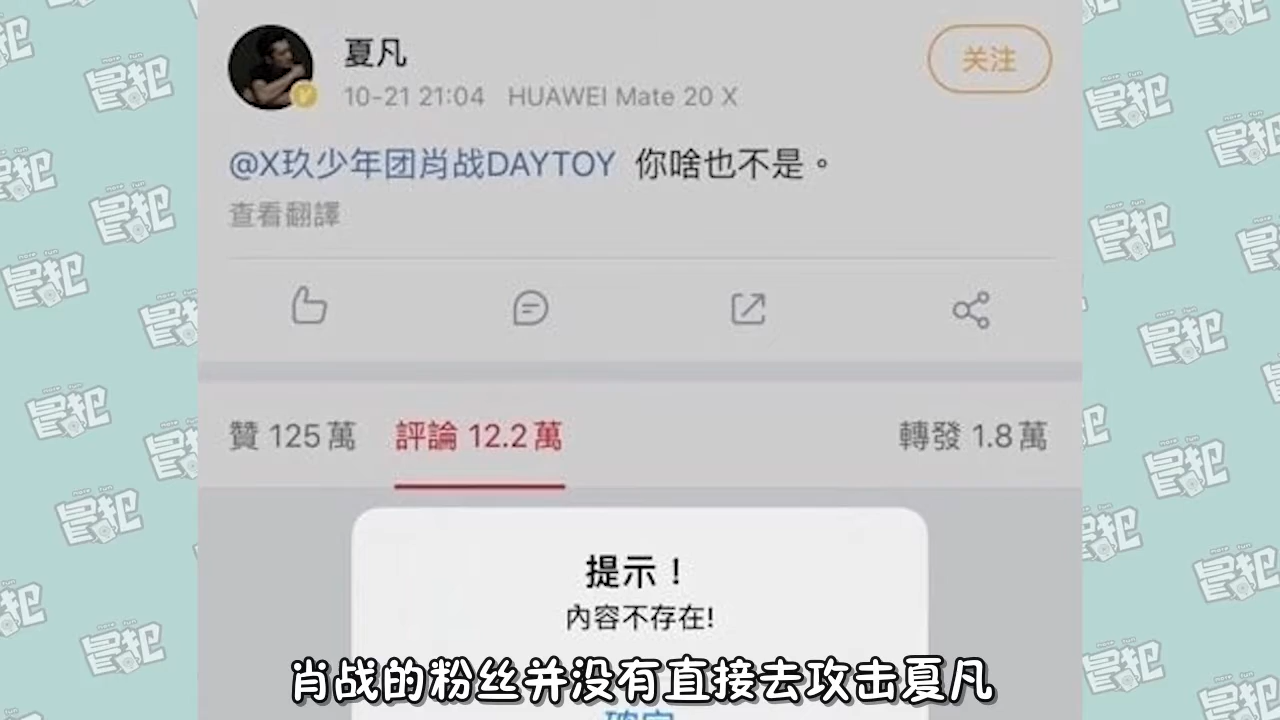 夏凡
关注
10-21 21:04 HUAWEI Mate 20 X
@X玖少年团肖战DAYTOY 你啥也不是。
查看翻譯
贊 125 萬 評論 12.2 萬 轉發 1.8 萬
提示！
內容不存在!
肖战的粉丝并没有直接去攻击夏凡
冒犯